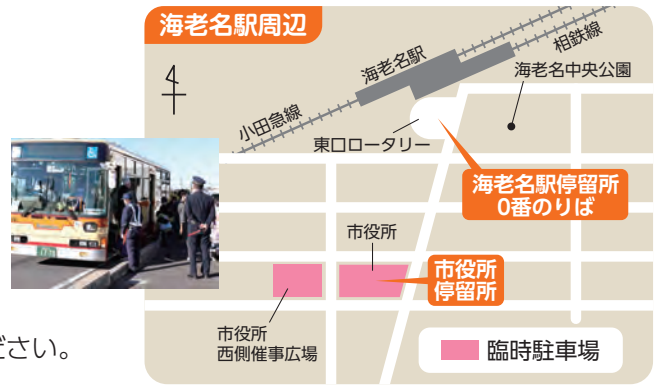 海老名駅周辺
相鉄線
海老名駅
海老名中央公園
小田急線
東口ロータリー
海老名駅停留所
0番のりば
市役所
市役所
停留所
市役所
西側催事広場
臨時駐車場
ださい。